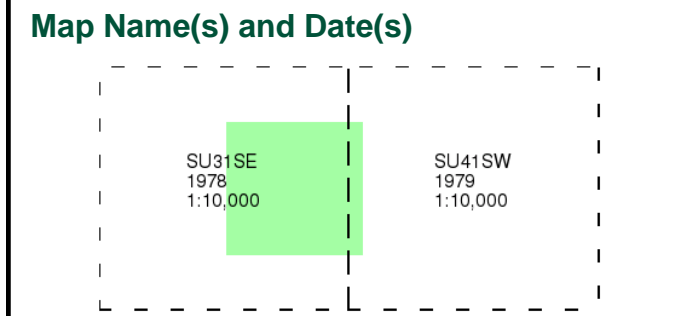 Map Name(s) and Date(s)
SU31SE
1978
1:10,000
SU41SW
1979
1:10,000